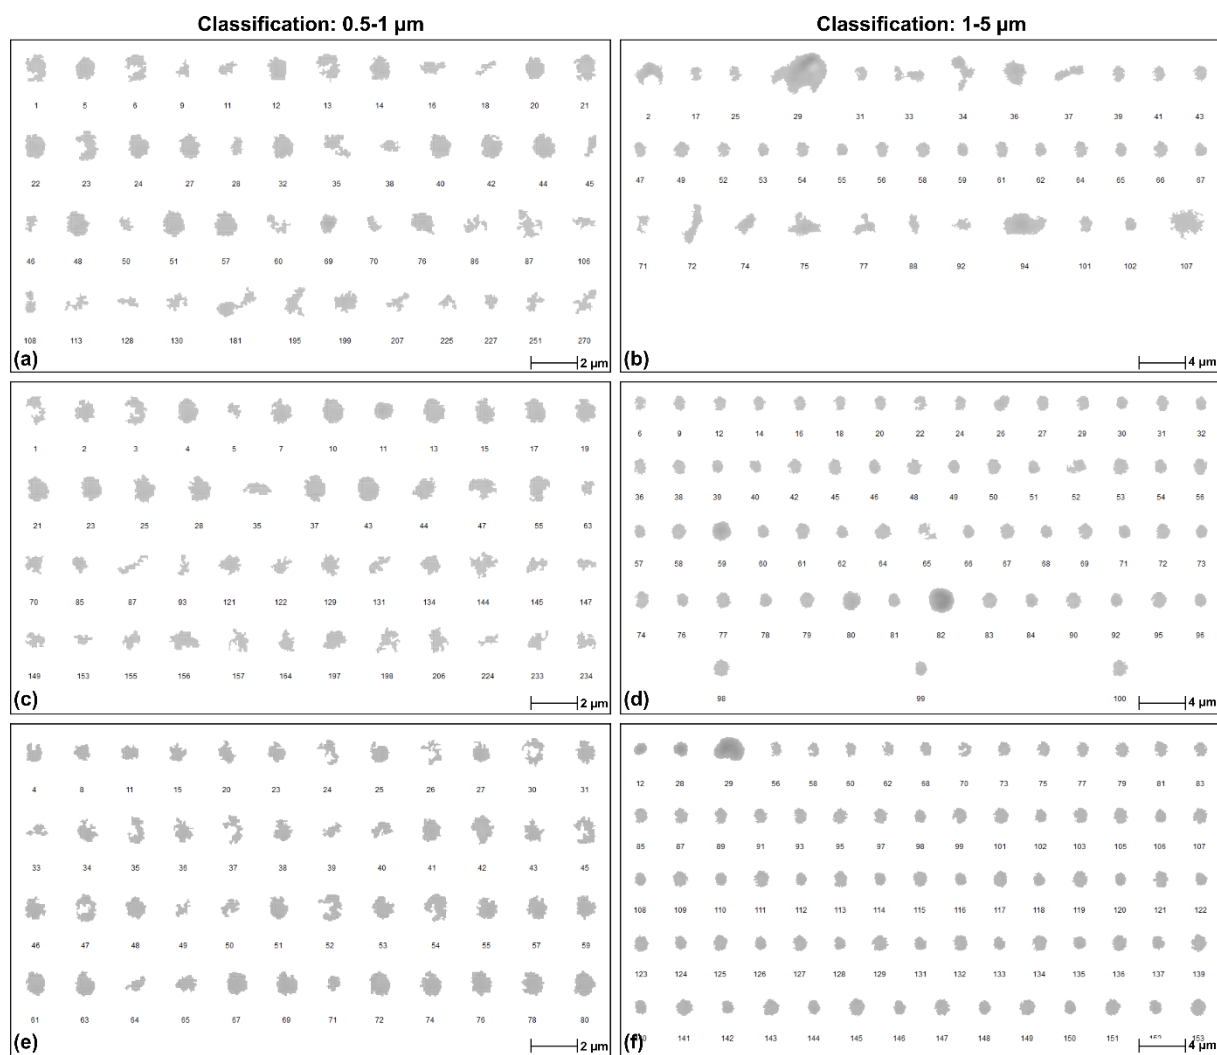 Classification: 0.5-1 µm
Classification: 1-5 µm
1 5 6 9 11 12 13 14 16 18 20 21
22 23 24 27 28 32 35 38 40 42 44 45
46 48 50 51 57 60 69 70 76 86 87 106
108 113 128 130 181 195 199 207 225 227 251 270
(a)
2 µm
2 17 25 29 31 33 34 36 37 39 41 43
47 49 52 53 54 55 56 58 59 61 62 64 65 66 67
71 72 74 75 77 88 92 94 101 102 107
(b)
4 µm
1 2 3 4 5 7 10 11 13 15 17 19
21 23 25 28 35 37 43 44 47 55 63
70 85 87 93 121 122 129 131 134 144 145 147
149 153 155 156 157 164 197 198 206 224 233 234
(c)
2 µm
6 9 12 14 16 18 20 22 24 26 27 29 30 31 32
36 38 39 40 42 45 46 48 49 50 51 52 53 54 56
57 58 59 60 61 62 64 65 66 67 68 69 71 72 73
74 76 77 78 79 80 81 82 83 84 90 92 95 96
98 99 100
(d)
4 µm
4 8 11 15 20 23 24 25 26 27 30 31
33 34 35 36 37 38 39 40 41 42 43 45
46 47 48 49 50 51 52 53 54 55 57 59
61 63 64 65 67 69 71 72 74 76 78 80
(e)
2 µm
12 28 29 56 58 60 62 68 70 73 75 77 79 81 83
85 87 89 91 93 95 97 98 99 101 102 103 105 106 107
108 109 110 111 112 113 114 115 116 117 118 119 120 121 122
123 124 125 126 127 128 129 131 132 133 134 135 136 137 139
141 142 143 144 145 146 147 148 149 150 151 153
(f)
4 µm